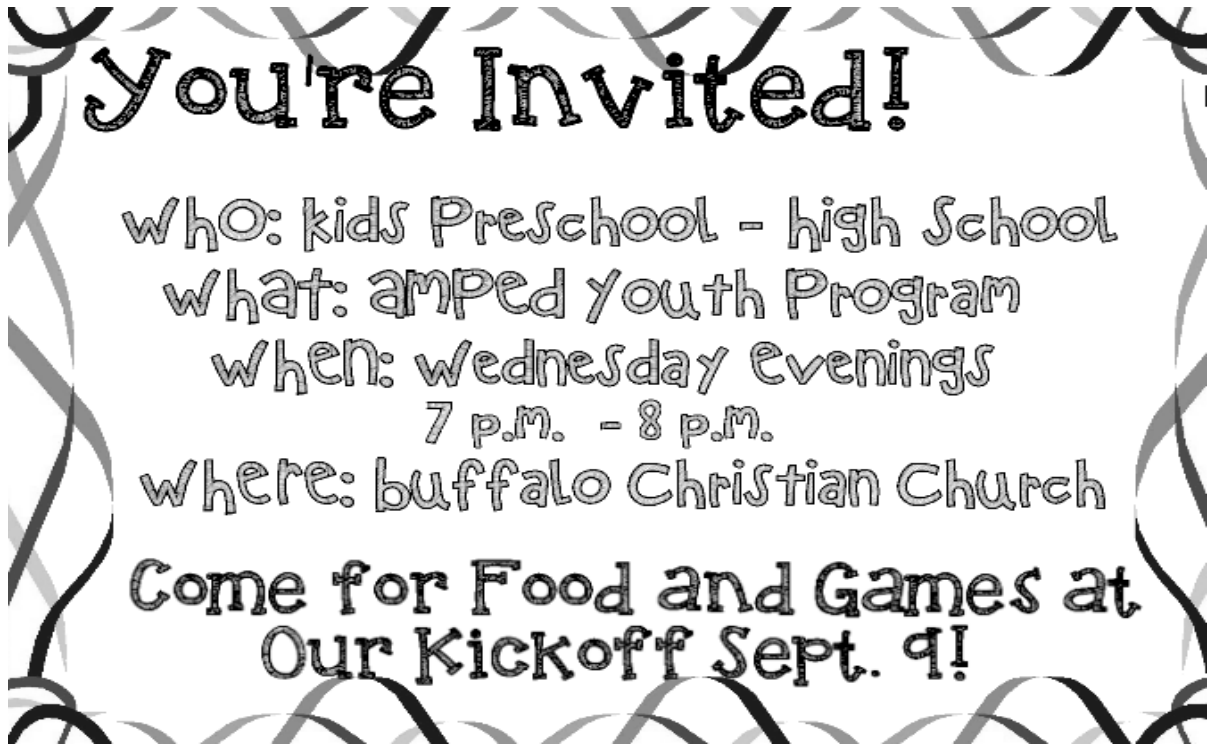 You're Invited!
Who: kids Preschool - high School
What: amped Youth Program
When: Wednesday evenings
7 p.m. - 8 p.m.
Where: buffalo Christian Church
Come for Food and Games at
Our Kickoff Sept. 9!